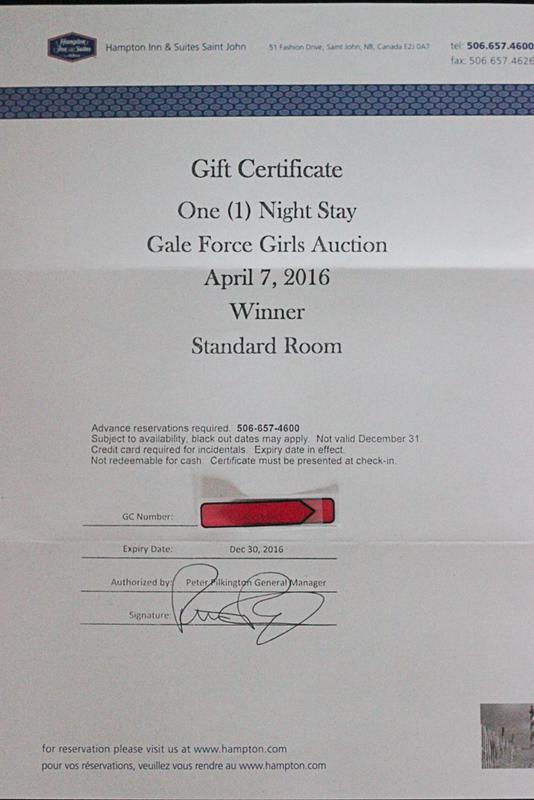 Hampton Inn & Suites
Hampton Inn & Suites Saint John 51 Fashion Drive, Saint John, NB, Canada E2J 0A7 tel: 506.657.4600
fax: 506.657.4626
Gift Certificate
One (1) Night Stay
Gale Force Girls Auction
April 7, 2016
Winner
Standard Room
Advance reservations required. 506-657-4600
Subject to availability, black out dates may apply. Not valid December 31.
Credit card required for incidentals. Expiry date in effect.
Not redeemable for cash. Certificate must be presented at check-in.
GC Number:
Expiry Date: Dec 30, 2016
Authorized by: Peter Pilkington General Manager
Signature:
for reservation please visit us at www.hampton.com
pour vos réservations, veuillez vous rendre au www.hampton.com